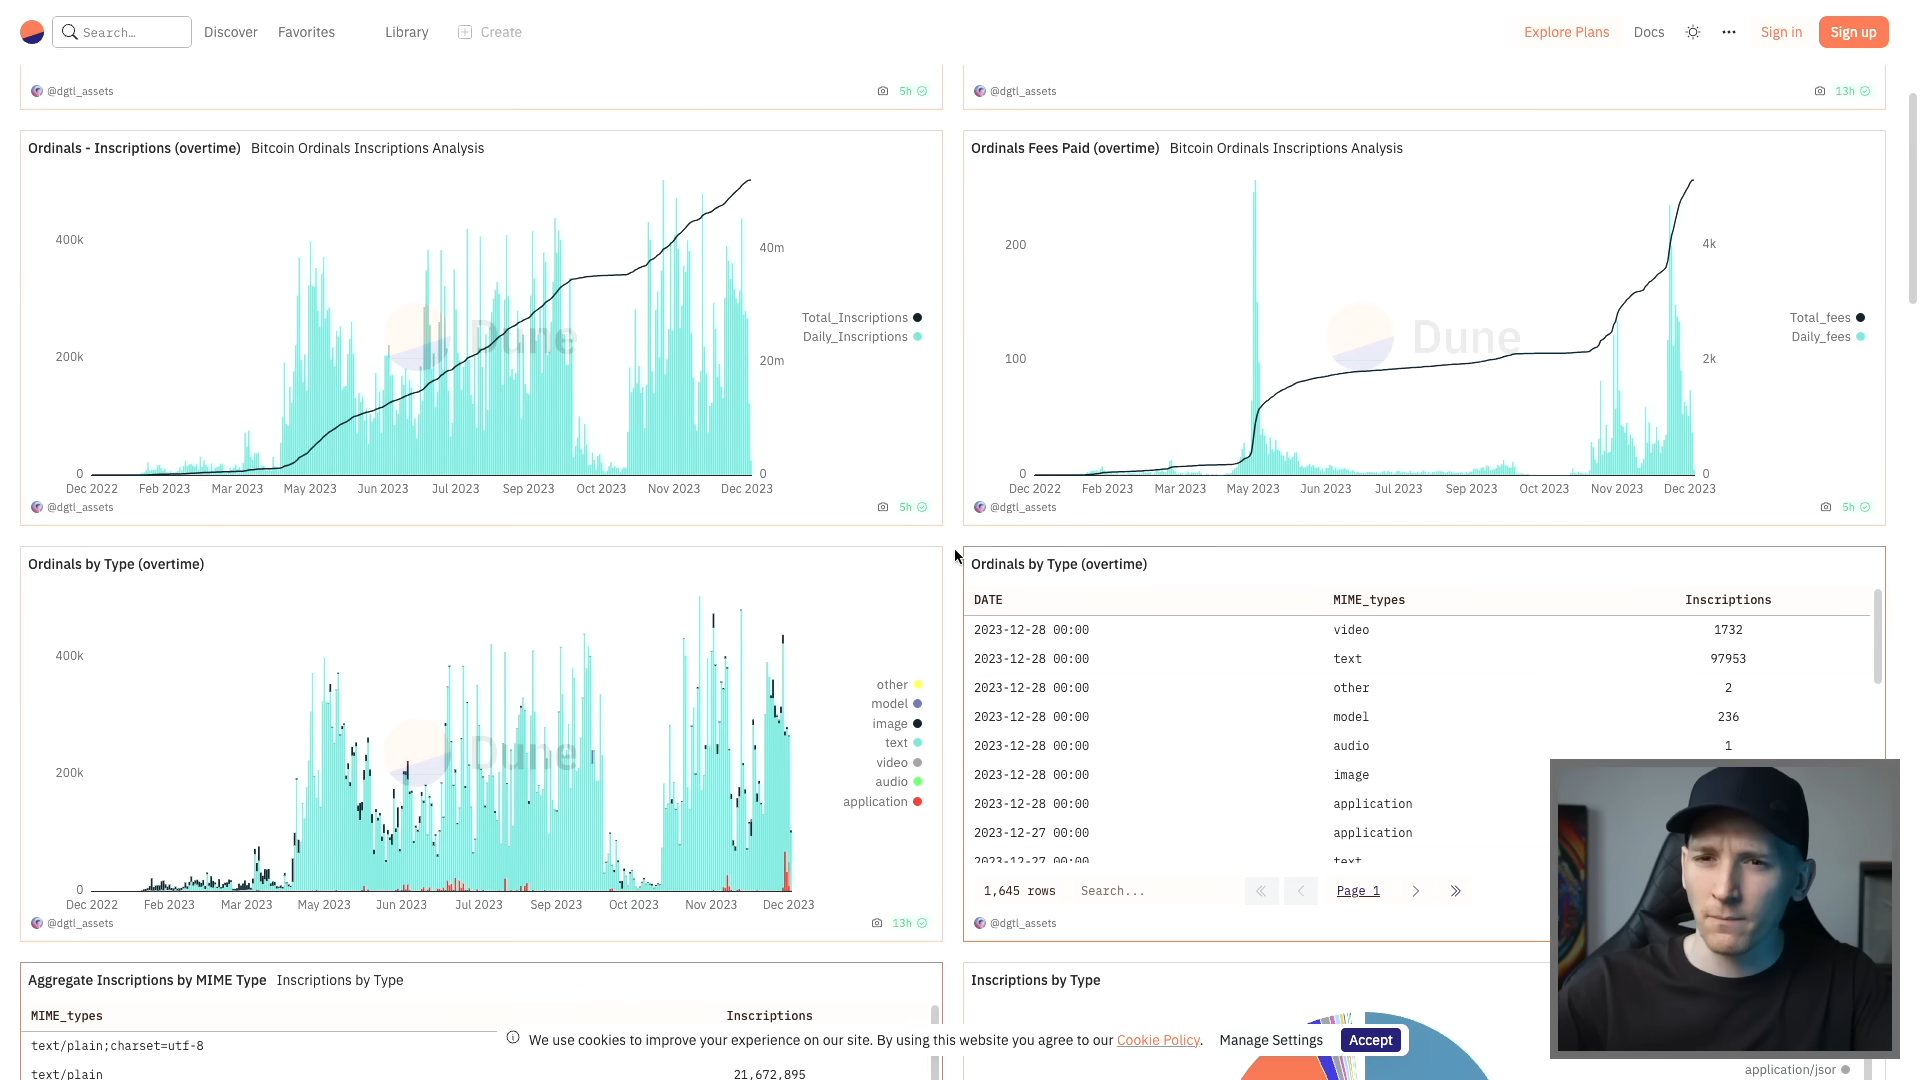 Search...
Discover
Favorites
Library
Create
Explore Plans
Docs
Sign in
Sign up
@dgtl_assets
5h
@dgtl_assets
13h
Ordinals - Inscriptions (overtime) Bitcoin Ordinals Inscriptions Analysis
400k
200k
0
40m
20m
0
Dune
Total_Inscriptions
Daily_Inscriptions
Dec 2022 Feb 2023 Mar 2023 May 2023 Jun 2023 Jul 2023 Sep 2023 Oct 2023 Nov 2023 Dec 2023
@dgtl_assets
5h
Ordinals Fees Paid (overtime) Bitcoin Ordinals Inscriptions Analysis
200
100
0
4k
2k
0
Dune
Total_fees
Daily_fees
Dec 2022 Feb 2023 Mar 2023 May 2023 Jun 2023 Jul 2023 Sep 2023 Oct 2023 Nov 2023 Dec 2023
@dgtl_assets
5h
Ordinals by Type (overtime)
400k
200k
0
Dune
other
model
image
text
video
audio
application
Dec 2022 Feb 2023 Mar 2023 May 2023 Jun 2023 Jul 2023 Sep 2023 Oct 2023 Nov 2023 Dec 2023
@dgtl_assets
13h
Ordinals by Type (overtime)
DATE MIME_types Inscriptions
2023-12-28 00:00 video 1732
2023-12-28 00:00 text 97953
2023-12-28 00:00 other 2
2023-12-28 00:00 model 236
2023-12-28 00:00 audio 1
2023-12-28 00:00 image
2023-12-28 00:00 application
2023-12-27 00:00 application
2023-12-27 00:00 text
1,645 rows Search... Page 1
@dgtl_assets
Aggregate Inscriptions by MIME Type Inscriptions by Type
MIME_types Inscriptions
text/plain;charset=utf-8
text/plain 21,672,895
Inscriptions by Type
application/jsor
We use cookies to improve your experience on our site. By using this website you agree to our Cookie Policy.
Manage Settings
Accept